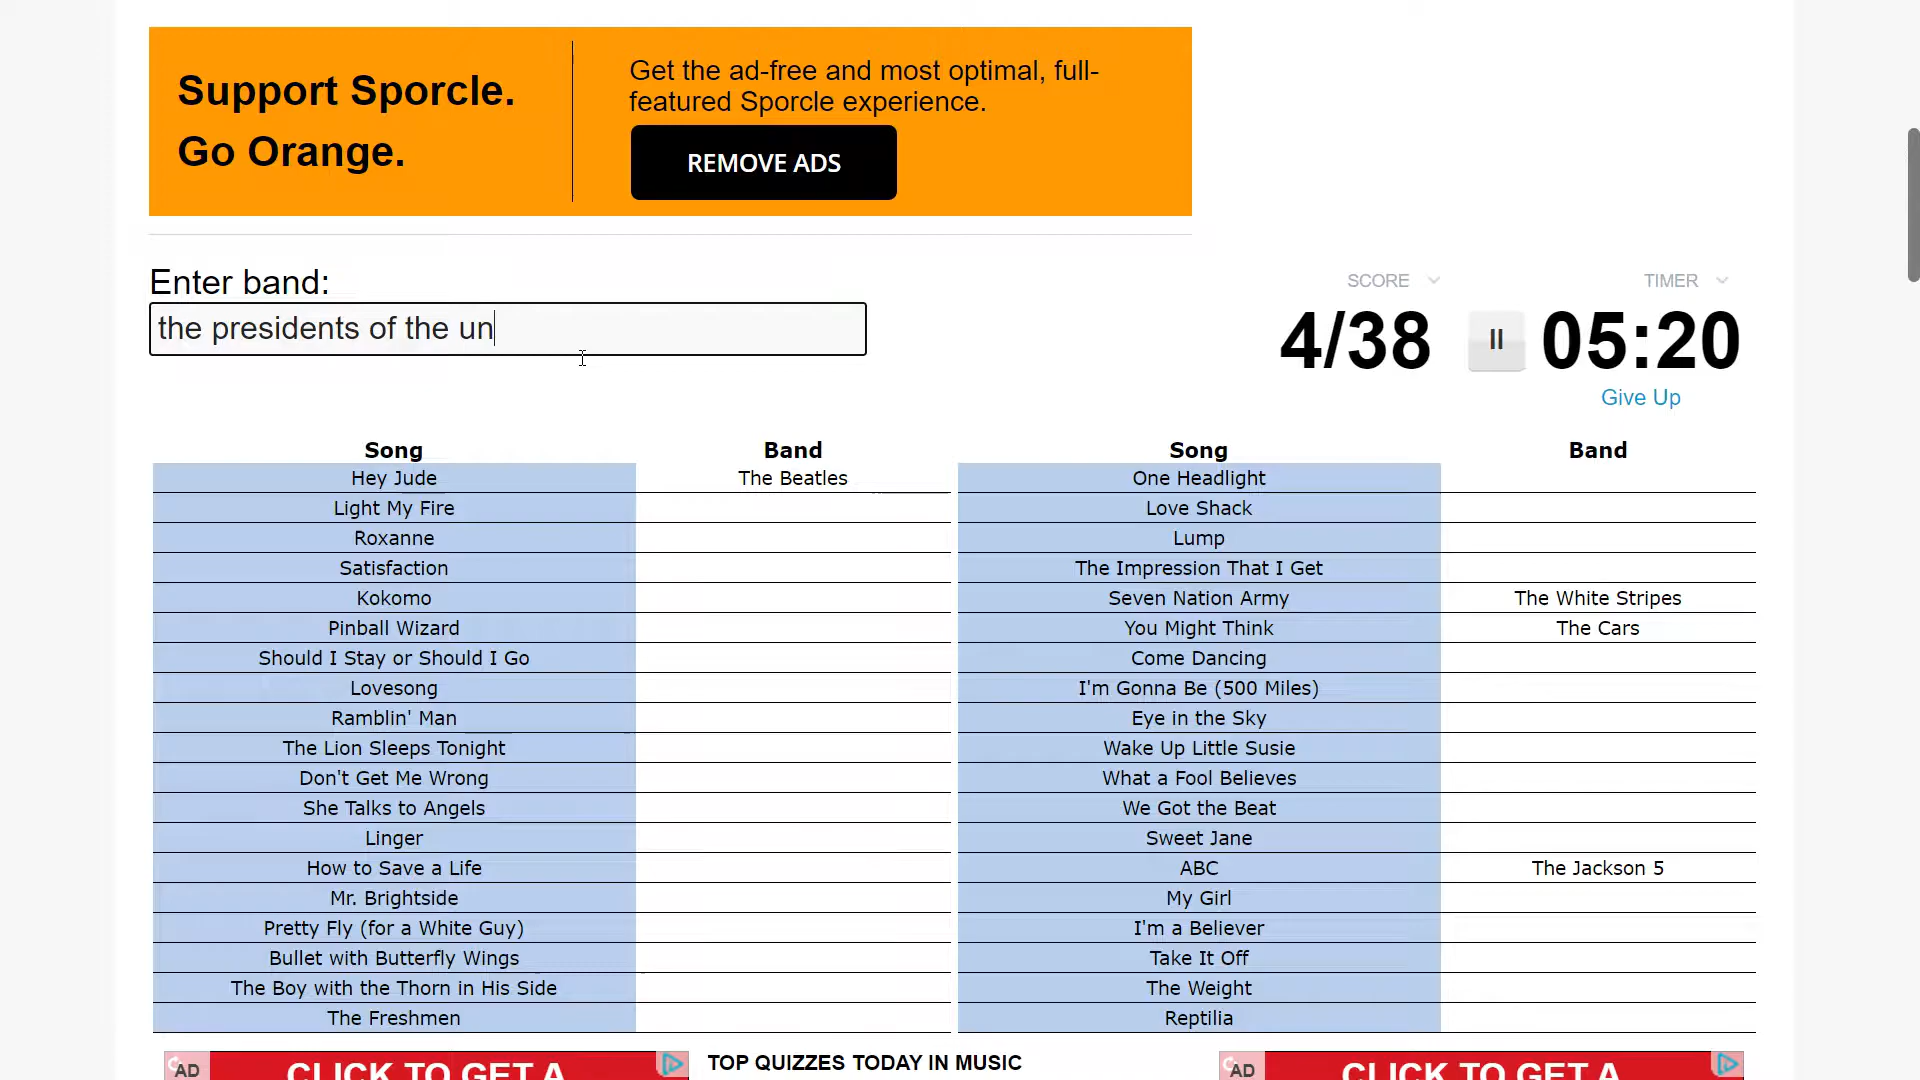 Support Sporcle.
Go Orange.
Get the ad-free and most optimal, full-
featured Sporcle experience.
REMOVE ADS
Enter band:
the presidents of the un
SCORE
TIMER
4/38
05:20
Give Up
Song Band Song Band
Hey Jude The Beatles One Headlight
Light My Fire Love Shack
Roxanne Lump
Satisfaction The Impression That I Get
Kokomo Seven Nation Army The White Stripes
Pinball Wizard You Might Think The Cars
Should I Stay or Should I Go Come Dancing
Lovesong I'm Gonna Be (500 Miles)
Ramblin' Man Eye in the Sky
The Lion Sleeps Tonight Wake Up Little Susie
Don't Get Me Wrong What a Fool Believes
She Talks to Angels We Got the Beat
Linger Sweet Jane
How to Save a Life ABC The Jackson 5
Mr. Brightside My Girl
Pretty Fly (for a White Guy) I'm a Believer
Bullet with Butterfly Wings Take It Off
The Boy with the Thorn in His Side The Weight
The Freshmen Reptilia
AD CLICK TO GET A TOP QUIZZES TODAY IN MUSIC AD CLICK TO GET A